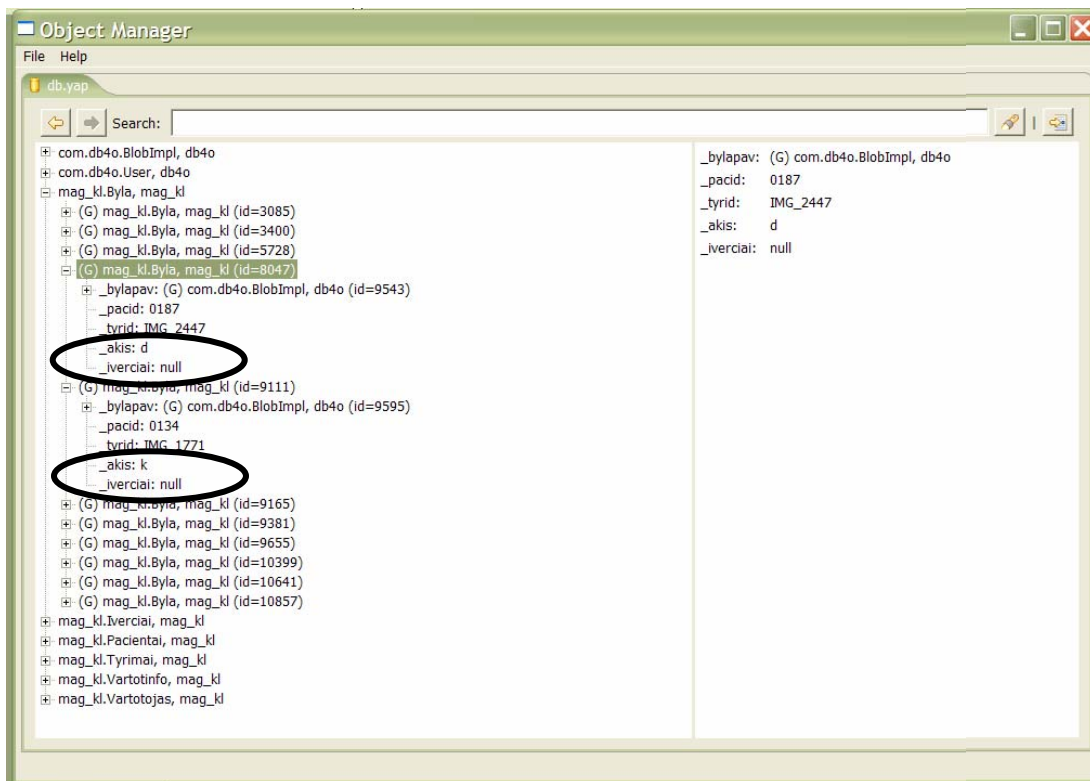 Object Manager
File Help
db.yap
Search:
com.db4o.BlobImpl, db4o
com.db4o.User, db4o
mag_kl.Byla, mag_kl
(G) mag_kl.Byla, mag_kl (id=3085)
(G) mag_kl.Byla, mag_kl (id=3400)
(G) mag_kl.Byla, mag_kl (id=5728)
(G) mag_kl.Byla, mag_kl (id=8047)
_bylapav: (G) com.db4o.BlobImpl, db4o (id=9543)
_pacid: 0187
_tyrid: IMG_2447
_akis: d
_iverciai: null
(G) mag_kl.Byla, mag_kl (id=9111)
_bylapav: (G) com.db4o.BlobImpl, db4o (id=9595)
_pacid: 0134
_tyrid: IMG_1771
_akis: k
_iverciai: null
(G) mag_kl.Byla, mag_kl (id=9165)
(G) mag_kl.Byla, mag_kl (id=9381)
(G) mag_kl.Byla, mag_kl (id=9655)
(G) mag_kl.Byla, mag_kl (id=10399)
(G) mag_kl.Byla, mag_kl (id=10641)
(G) mag_kl.Byla, mag_kl (id=10857)
mag_kl.Iverciai, mag_kl
mag_kl.Pacientai, mag_kl
mag_kl.Tyrimai, mag_kl
mag_kl.Vartotinfo, mag_kl
mag_kl.Vartotojas, mag_kl
_bylapav: (G) com.db4o.BlobImpl, db4o
_pacid: 0187
_tyrid: IMG_2447
_akis: d
_iverciai: null